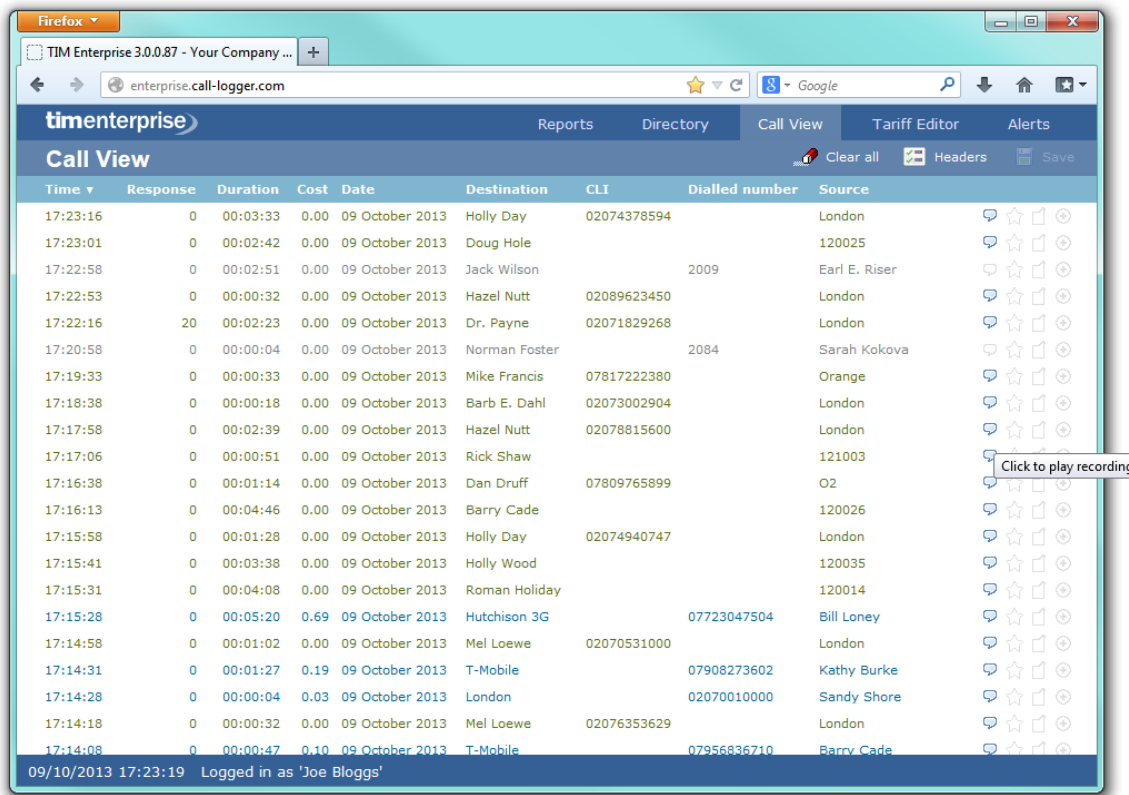 Firefox ▼
TIM Enterprise 3.0.0.87 - Your Company ... +
enterprise.call-logger.com Google
timenterprise Reports Directory Call View Tariff Editor Alerts
Call View Clear all Headers Save
Time ▼ Response Duration Cost Date Destination CLI Dialled number Source
17:23:16 0 00:03:33 0.00 09 October 2013 Holly Day 02074378594 London
17:23:01 0 00:02:42 0.00 09 October 2013 Doug Hole 120025
17:22:58 0 00:02:51 0.00 09 October 2013 Jack Wilson 2009 Earl E. Riser
17:22:53 0 00:00:32 0.00 09 October 2013 Hazel Nutt 02089623450 London
17:22:16 20 00:02:23 0.00 09 October 2013 Dr. Payne 02071829268 London
17:20:58 0 00:00:04 0.00 09 October 2013 Norman Foster 2084 Sarah Kokova
17:19:33 0 00:00:33 0.00 09 October 2013 Mike Francis 07817222380 Orange
17:18:38 0 00:00:18 0.00 09 October 2013 Barb E. Dahl 02073002904 London
17:17:58 0 00:02:39 0.00 09 October 2013 Hazel Nutt 02078815600 London
17:17:06 0 00:00:51 0.00 09 October 2013 Rick Shaw 121003
Click to play recording
17:16:38 0 00:01:14 0.00 09 October 2013 Dan Druff 07809765899 O2
17:16:13 0 00:04:46 0.00 09 October 2013 Barry Cade 120026
17:15:58 0 00:01:28 0.00 09 October 2013 Holly Day 02074940747 London
17:15:41 0 00:03:38 0.00 09 October 2013 Holly Wood 120035
17:15:31 0 00:04:08 0.00 09 October 2013 Roman Holiday 120014
17:15:28 0 00:05:20 0.69 09 October 2013 Hutchison 3G 07723047504 Bill Loney
17:14:58 0 00:01:02 0.00 09 October 2013 Mel Loewe 02070531000 London
17:14:31 0 00:01:27 0.19 09 October 2013 T-Mobile 07908273602 Kathy Burke
17:14:28 0 00:00:04 0.03 09 October 2013 London 02070010000 Sandy Shore
17:14:18 0 00:00:32 0.00 09 October 2013 Mel Loewe 02076353629 London
17:14:08 0 00:00:47 0.10 09 October 2013 T-Mobile 07956836710 Barry Cade
09/10/2013 17:23:19 Logged in as 'Joe Bloggs'